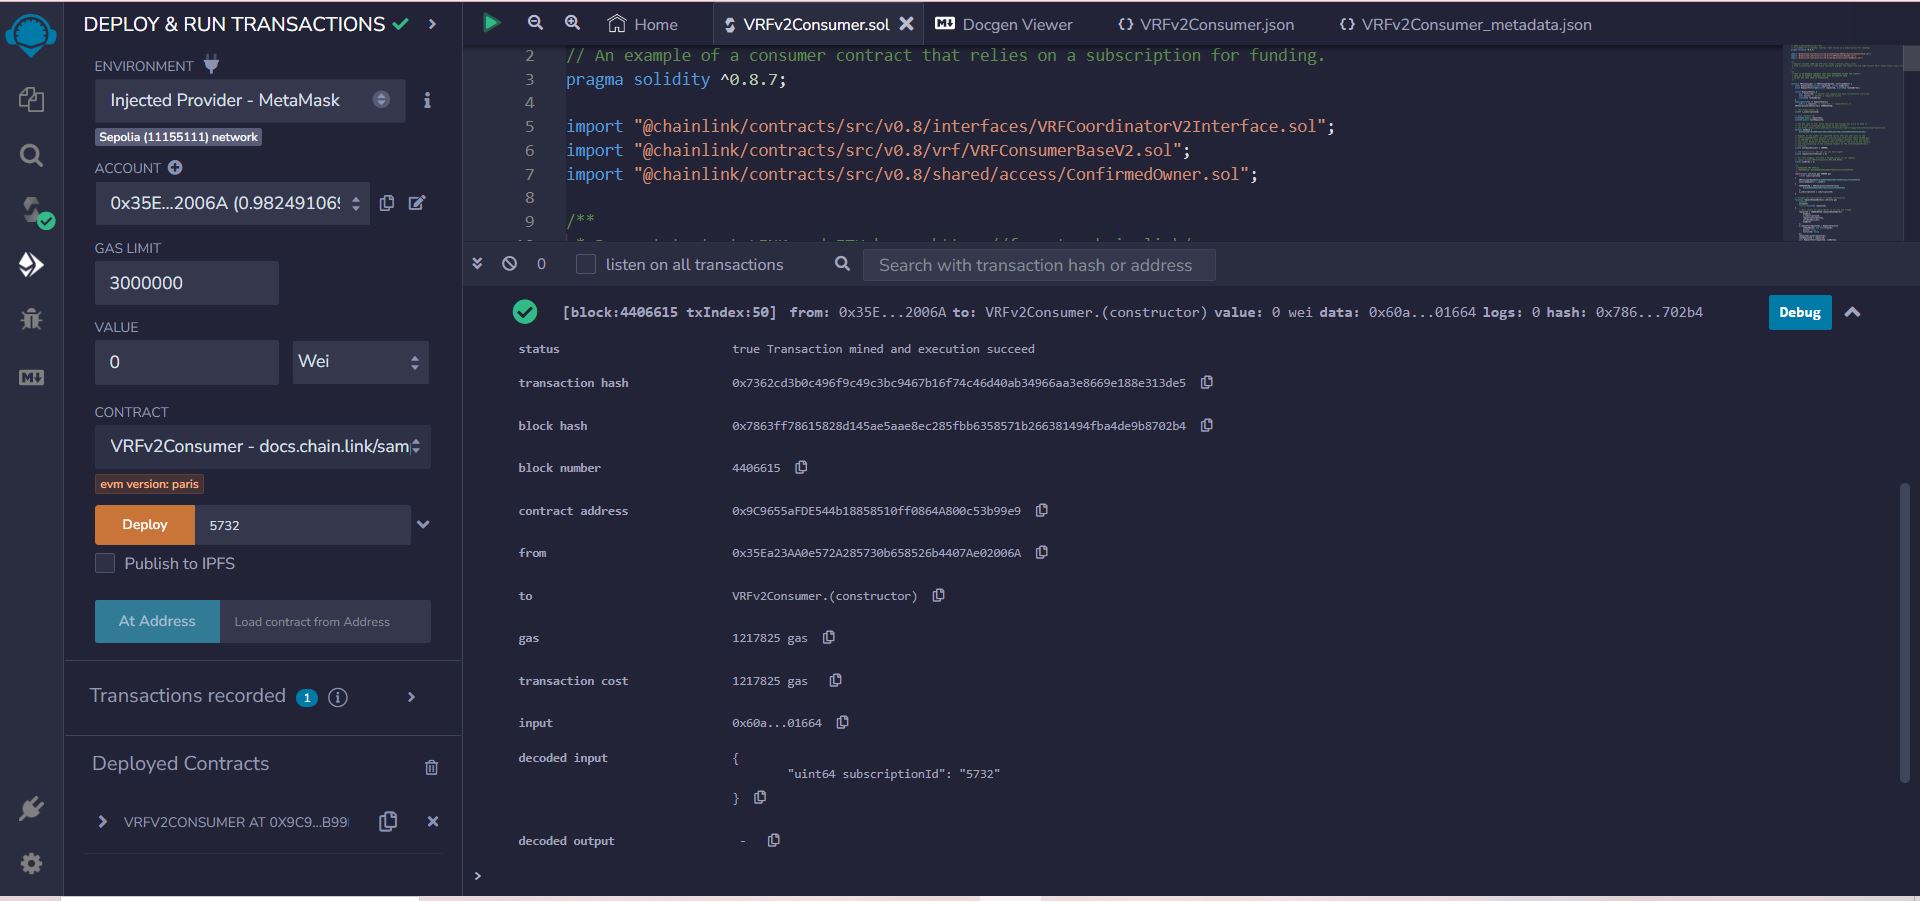 DEPLOY & RUN TRANSACTIONS
ENVIRONMENT
Injected Provider - MetaMask
Sepolia (11155111) network
ACCOUNT
0x35E...2006A (0.982491069
GAS LIMIT
3000000
VALUE
0
Wei
CONTRACT
VRFv2Consumer - docs.chain.link/sam
evm version: paris
Deploy
5732
Publish to IPFS
At Address
Load contract from Address
Transactions recorded 1
Deployed Contracts
VRFV2CONSUMER AT 0X9C9...B99
Home
VRFv2Consumer.sol
Docgen Viewer
{} VRFv2Consumer.json
{} VRFv2Consumer_metadata.json
2 // An example of a consumer contract that relies on a subscription for funding.
3 pragma solidity ^0.8.7;
4
5 import "@chainlink/contracts/src/v0.8/interfaces/VRFCoordinatorV2Interface.sol";
6 import "@chainlink/contracts/src/v0.8/vrf/VRFConsumerBaseV2.sol";
7 import "@chainlink/contracts/src/v0.8/shared/access/ConfirmedOwner.sol";
8
9 /**
0
listen on all transactions
Search with transaction hash or address
[block:4406615 txIndex:50] from: 0x35E...2006A to: VRFv2Consumer.(constructor) value: 0 wei data: 0x60a...01664 logs: 0 hash: 0x786...702b4
Debug
status true Transaction mined and execution succeed
transaction hash 0x7362cd3b0c496f9c49c3bc9467b16f74c46d40ab34966aa3e8669e188e313de5
block hash 0x7863ff78615828d145ae5aae8ec285fbb6358571b266381494fba4de9b8702b4
block number 4406615
contract address 0x9C9655aFDE544b18858510ff0864A800c53b99e9
from 0x35Ea23AA0e572A285730b658526b4407Ae02006A
to VRFv2Consumer.(constructor)
gas 1217825 gas
transaction cost 1217825 gas
input 0x60a...01664
decoded input {
"uint64 subscriptionId": "5732"
}
decoded output -
>